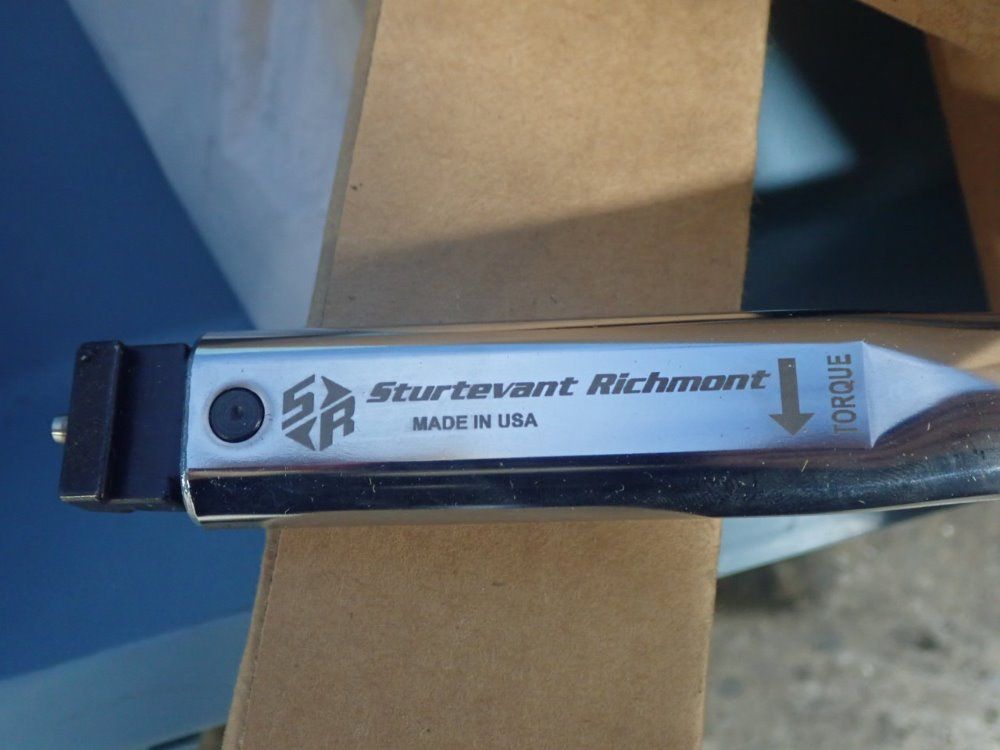 SR
Sturtevant Richmont
MADE IN USA
TORQUE